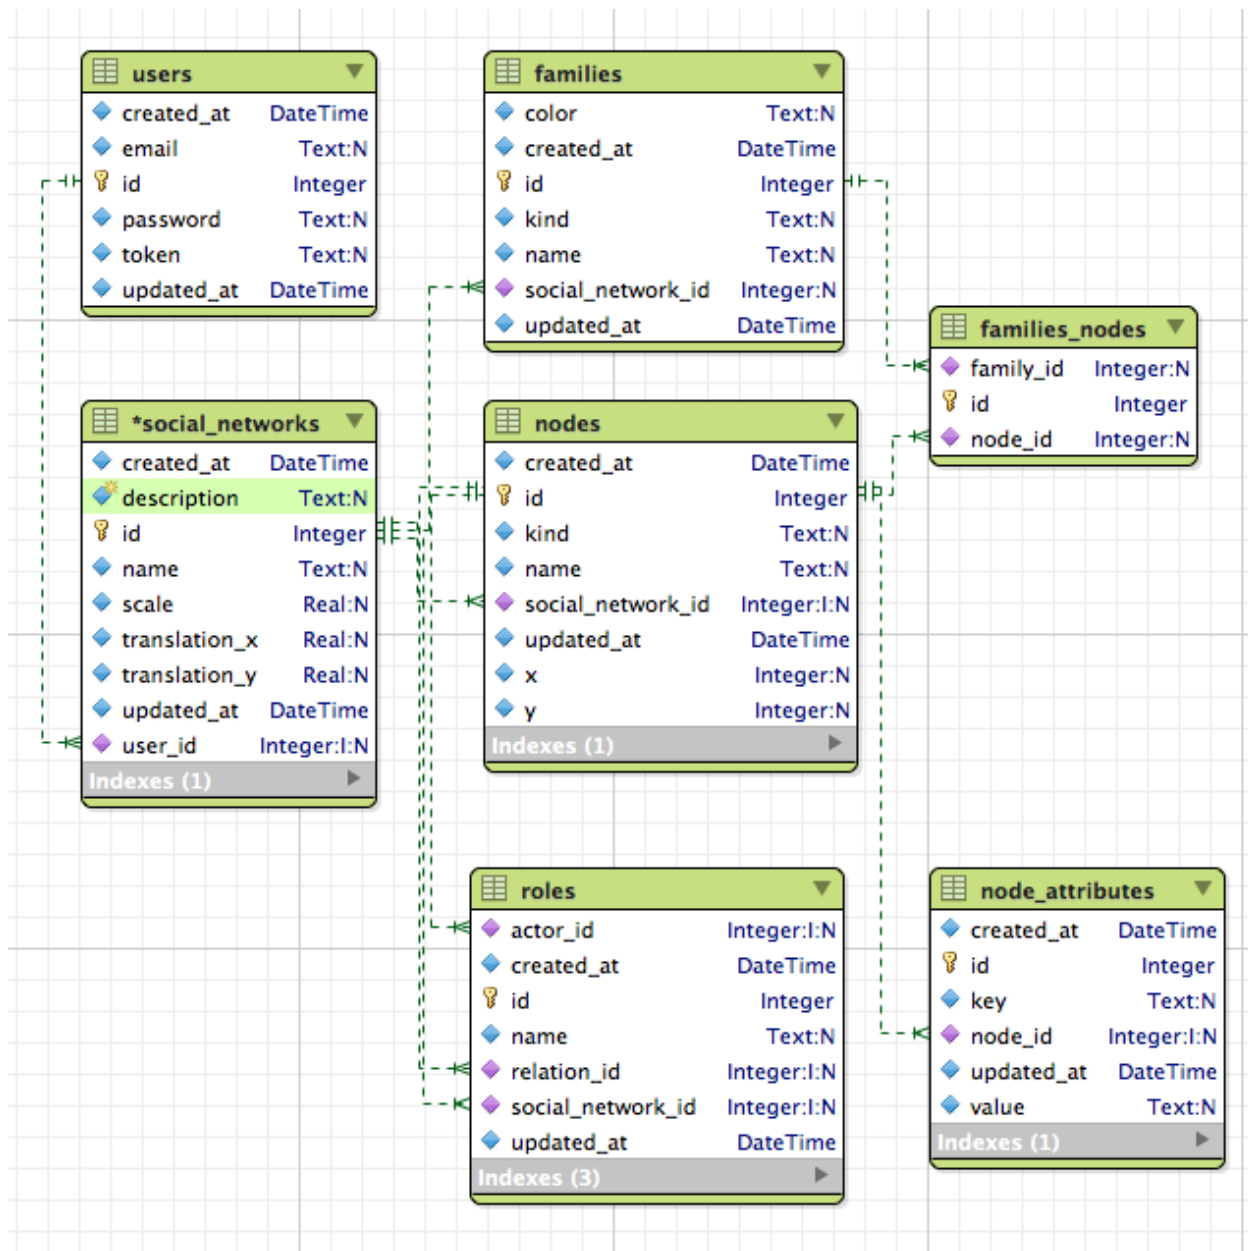 users
created_at DateTime
email Text:N
id Integer
password Text:N
token Text:N
updated_at DateTime
families
color Text:N
created_at DateTime
id Integer
kind Text:N
name Text:N
social_network_id Integer:N
updated_at DateTime
families_nodes
family_id Integer:N
id Integer
node_id Integer:N
*social_networks
created_at DateTime
description Text:N
id Integer
name Text:N
scale Real:N
translation_x Real:N
translation_y Real:N
updated_at DateTime
user_id Integer:I:N
Indexes (1)
nodes
created_at DateTime
id Integer
kind Text:N
name Text:N
social_network_id Integer:I:N
updated_at DateTime
x Integer:N
y Integer:N
Indexes (1)
roles
actor_id Integer:I:N
created_at DateTime
id Integer
name Text:N
relation_id Integer:I:N
social_network_id Integer:I:N
updated_at DateTime
Indexes (3)
node_attributes
created_at DateTime
id Integer
key Text:N
node_id Integer:I:N
updated_at DateTime
value Text:N
Indexes (1)